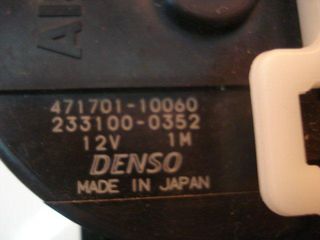 471701-10060
233100-0352
12V 1M
DENSO
MADE IN JAPAN